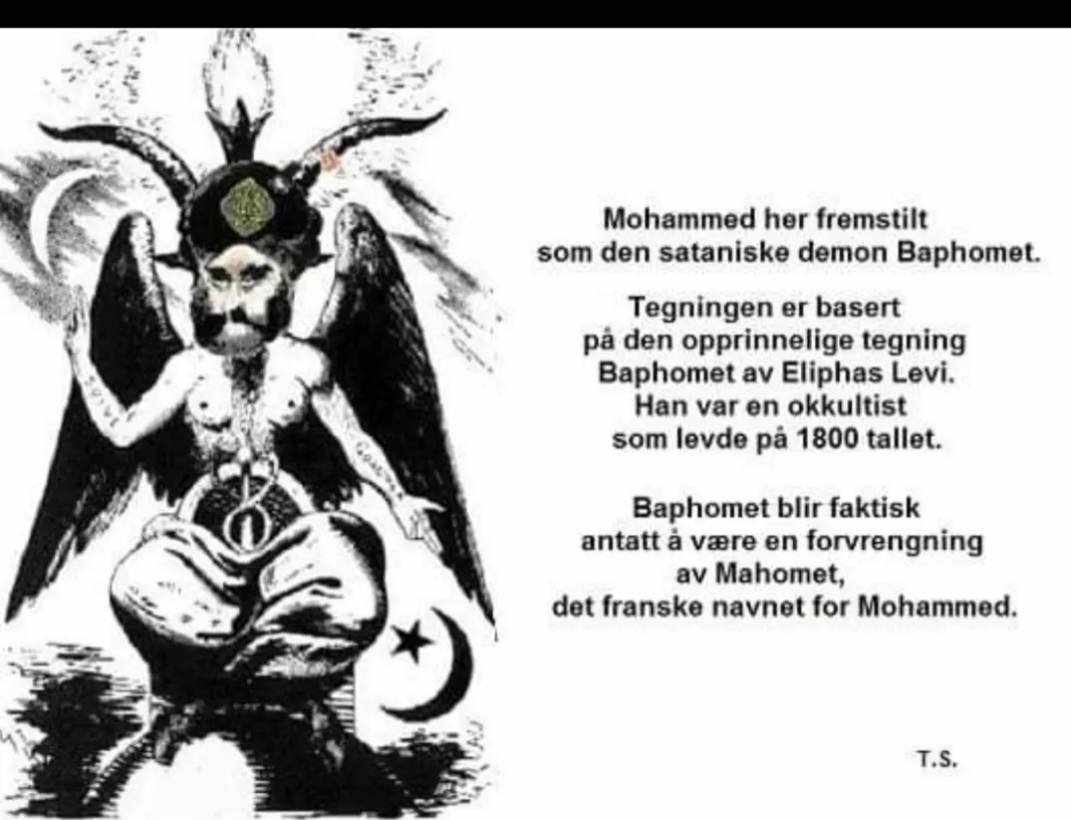 SOLVE
COAGULA
Mohammed her fremstilt
som den sataniske demon Baphomet.
Tegningen er basert
på den opprinnelige tegning
Baphomet av Eliphas Levi.
Han var en okkultist
som levde på 1800 tallet.
Baphomet blir faktisk
antatt å være en forvrengning
av Mahomet,
det franske navnet for Mohammed.
T.S.